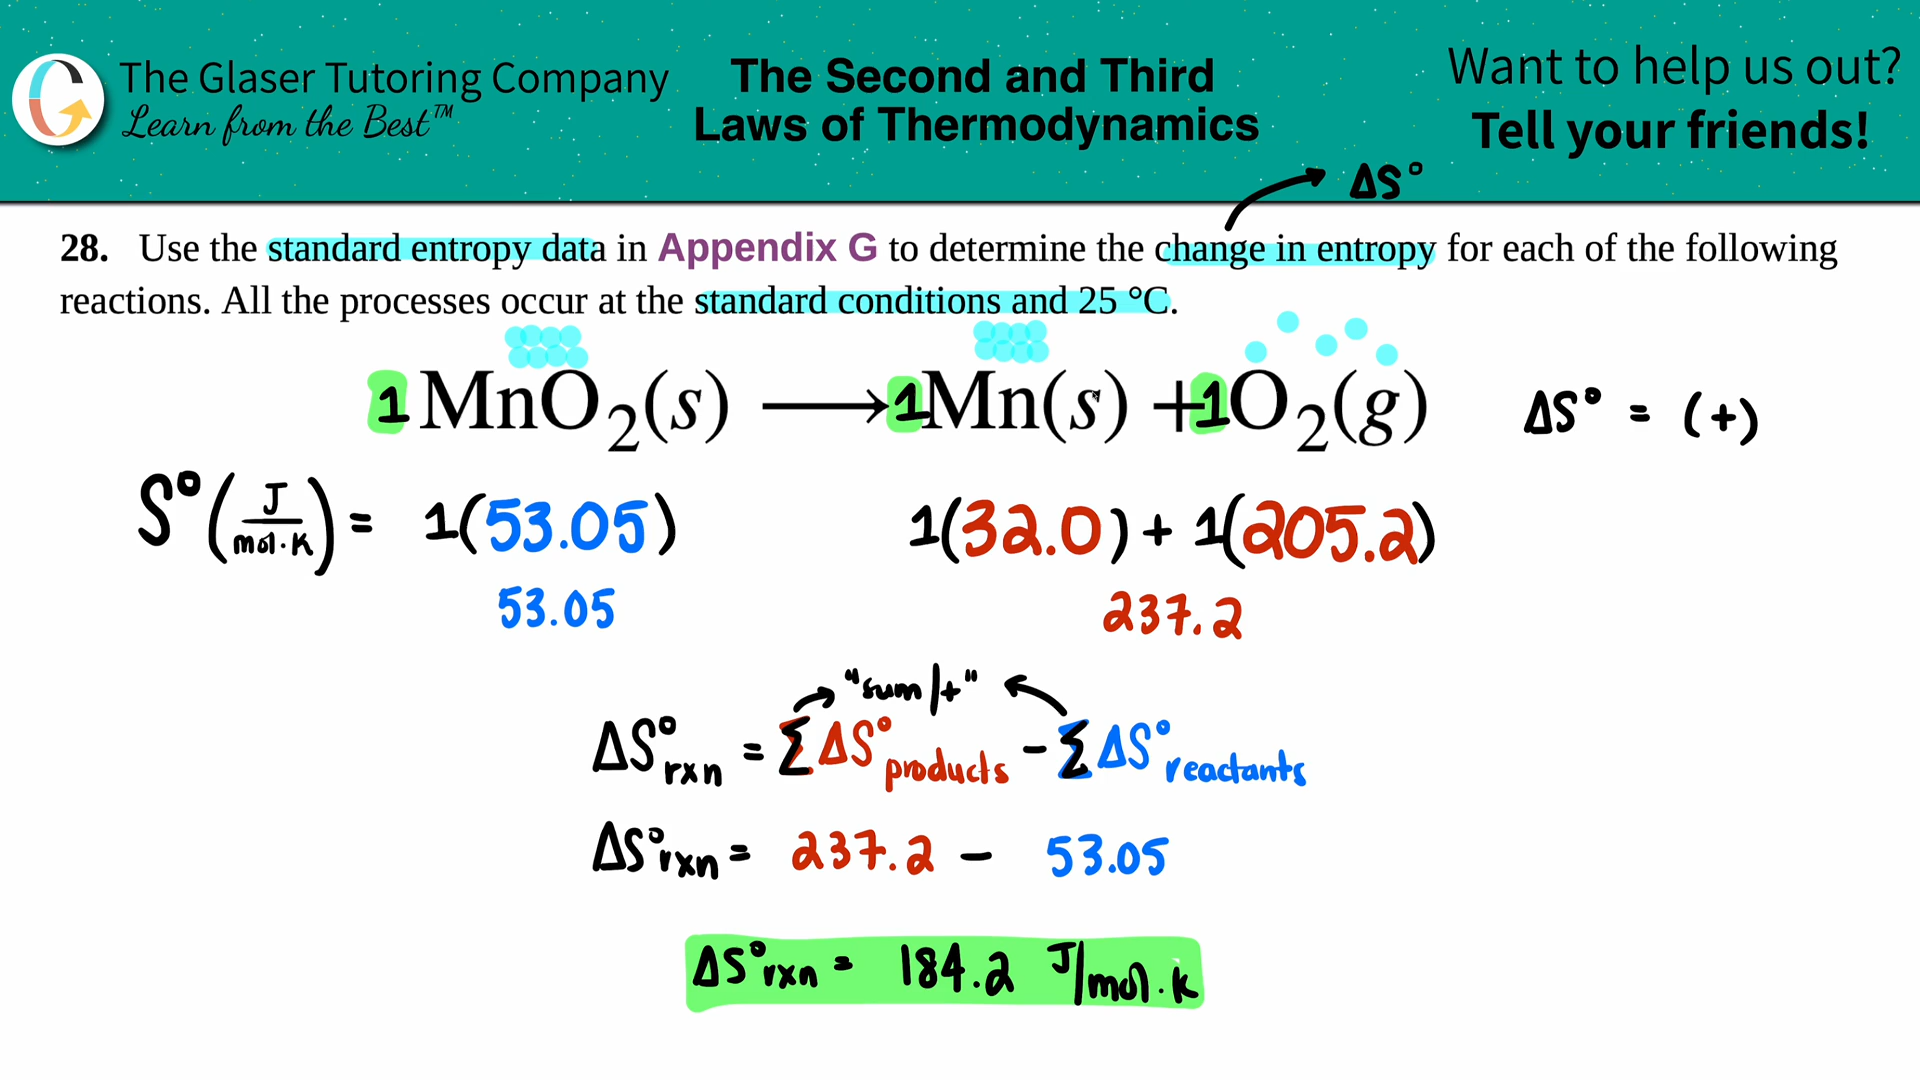 The Glaser Tutoring Company
Learn from the Best™
The Second and Third
Laws of Thermodynamics
Want to help us out?
Tell your friends!
ΔS°
28. Use the standard entropy data in Appendix G to determine the change in entropy for each of the following
reactions. All the processes occur at the standard conditions and 25 °C.
1MnO₂(s) ⟶ 1Mn(s) + 1O₂(g)
ΔS° = (+)
S°(J/mol·K) = 1(53.05) 1(32.0) + 1(205.2)
53.05 237.2
"sum/+"
ΔS°rxn = Σ ΔS°products - Σ ΔS°reactants
ΔS°rxn = 237.2 - 53.05
ΔS°rxn = 184.2 J/mol·K